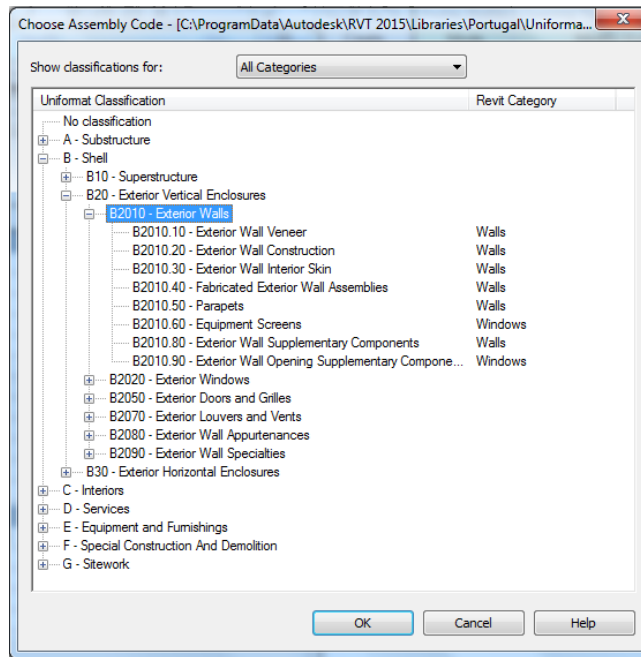 Choose Assembly Code - [C:\ProgramData\Autodesk\RVT 2015\Libraries\Portugal\Uniforma...
Show classifications for: All Categories
Uniformat Classification Revit Category
No classification
A - Substructure
B - Shell
B10 - Superstructure
B20 - Exterior Vertical Enclosures
B2010 - Exterior Walls
B2010.10 - Exterior Wall Veneer Walls
B2010.20 - Exterior Wall Construction Walls
B2010.30 - Exterior Wall Interior Skin Walls
B2010.40 - Fabricated Exterior Wall Assemblies Walls
B2010.50 - Parapets Walls
B2010.60 - Equipment Screens Windows
B2010.80 - Exterior Wall Supplementary Components Walls
B2010.90 - Exterior Wall Opening Supplementary Compone... Windows
B2020 - Exterior Windows
B2050 - Exterior Doors and Grilles
B2070 - Exterior Louvers and Vents
B2080 - Exterior Wall Appurtenances
B2090 - Exterior Wall Specialties
B30 - Exterior Horizontal Enclosures
C - Interiors
D - Services
E - Equipment and Furnishings
F - Special Construction And Demolition
G - Sitework
OK Cancel Help